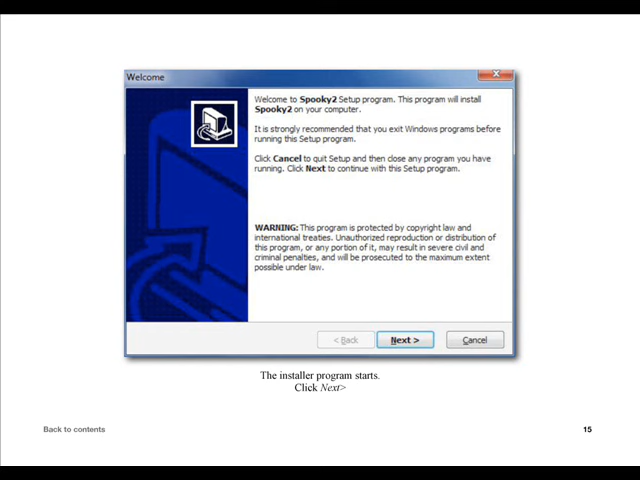 Welcome
Welcome to Spooky2 Setup program. This program will install
Spooky2 on your computer.
It is strongly recommended that you exit Windows programs before
running this Setup program.
Click Cancel to quit Setup and then close any program you have
running. Click Next to continue with this Setup program.
WARNING: This program is protected by copyright law and
international treaties. Unauthorized reproduction or distribution of
this program, or any portion of it, may result in severe civil and
criminal penalties, and will be prosecuted to the maximum extent
possible under law.
< Back Next > Cancel
The installer program starts.
Click Next>
Back to contents 15